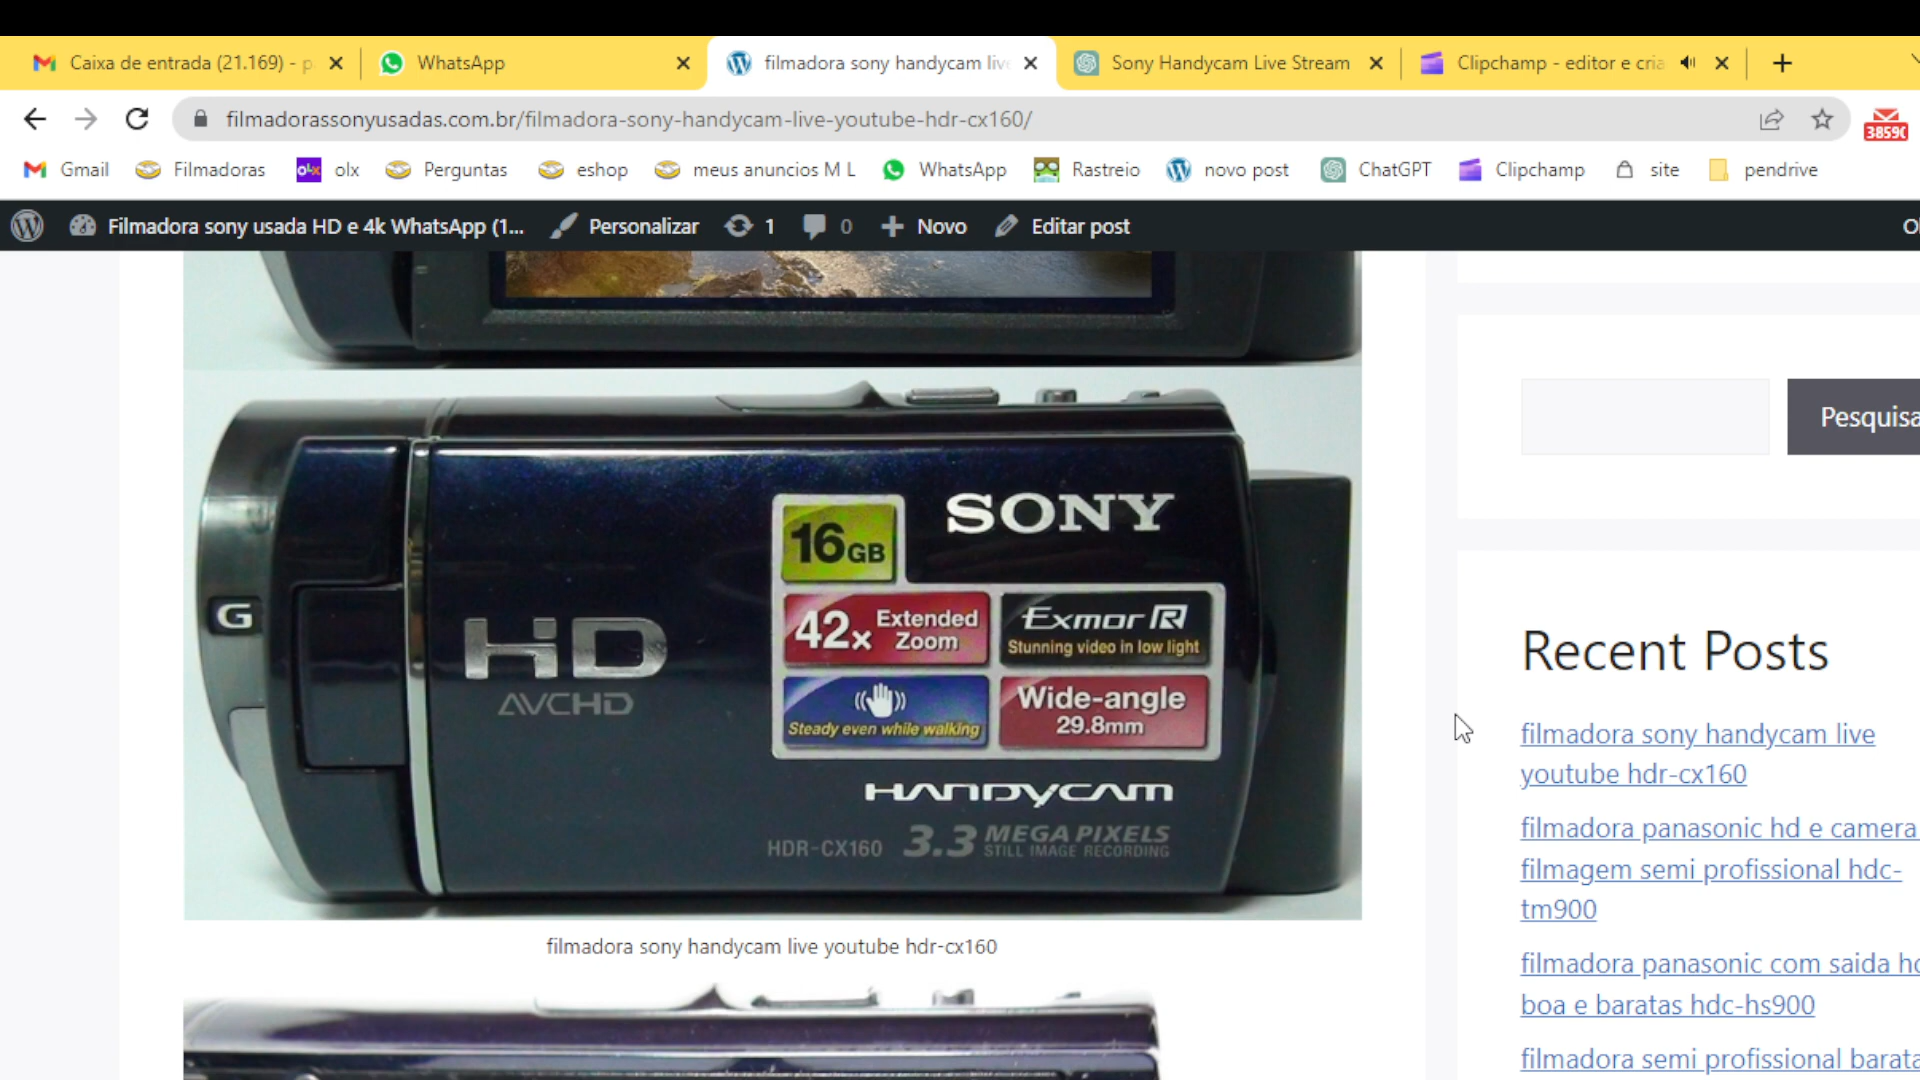 Caixa de entrada (21.169) - p
WhatsApp
filmadora sony handycam live
Sony Handycam Live Stream
Clipchamp - editor e cria
filmadorassonyusadas.com.br/filmadora-sony-handycam-live-youtube-hdr-cx160/
Gmail
Filmadoras
olx
olx
Perguntas
eshop
meus anuncios M L
WhatsApp
Rastreio
novo post
ChatGPT
Clipchamp
site
pendrive
Filmadora sony usada HD e 4k WhatsApp (1...
Personalizar
1
0
Novo
Editar post
16GB
SONY
G
HD
AVCHD
42x Extended Zoom
Exmor R
Stunning video in low light
Steady even while walking
Wide-angle
29.8mm
HANDYCAM
HDR-CX160 3.3 MEGA PIXELS
STILL IMAGE RECORDING
filmadora sony handycam live youtube hdr-cx160
Pesquisa
Recent Posts
filmadora sony handycam live
youtube hdr-cx160
filmadora panasonic hd e camera
filmagem semi profissional hdc-
tm900
filmadora panasonic com saida
boa e baratas hdc-hs900
filmadora semi profissional barata